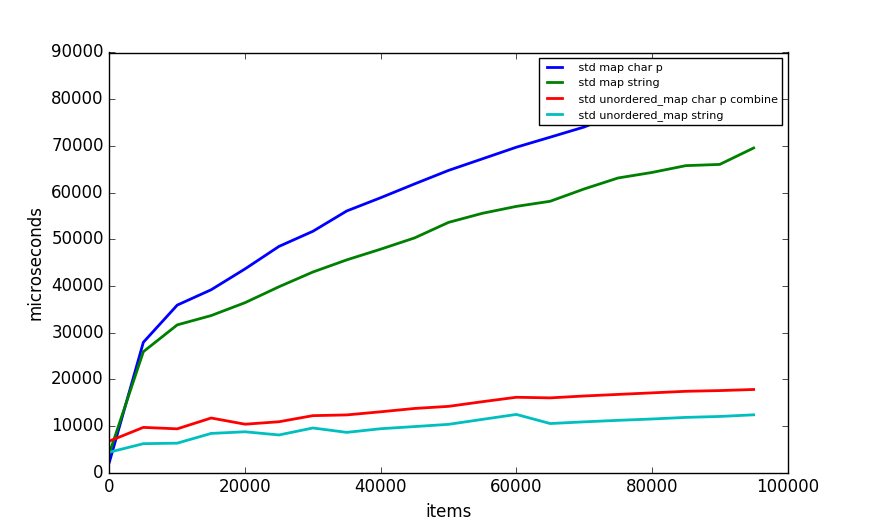 90000
80000
70000
60000
50000
40000
30000
20000
10000
0
microseconds
std map char p
std map string
std unordered_map char p combine
std unordered_map string
0 20000 40000 60000 80000 100000
items